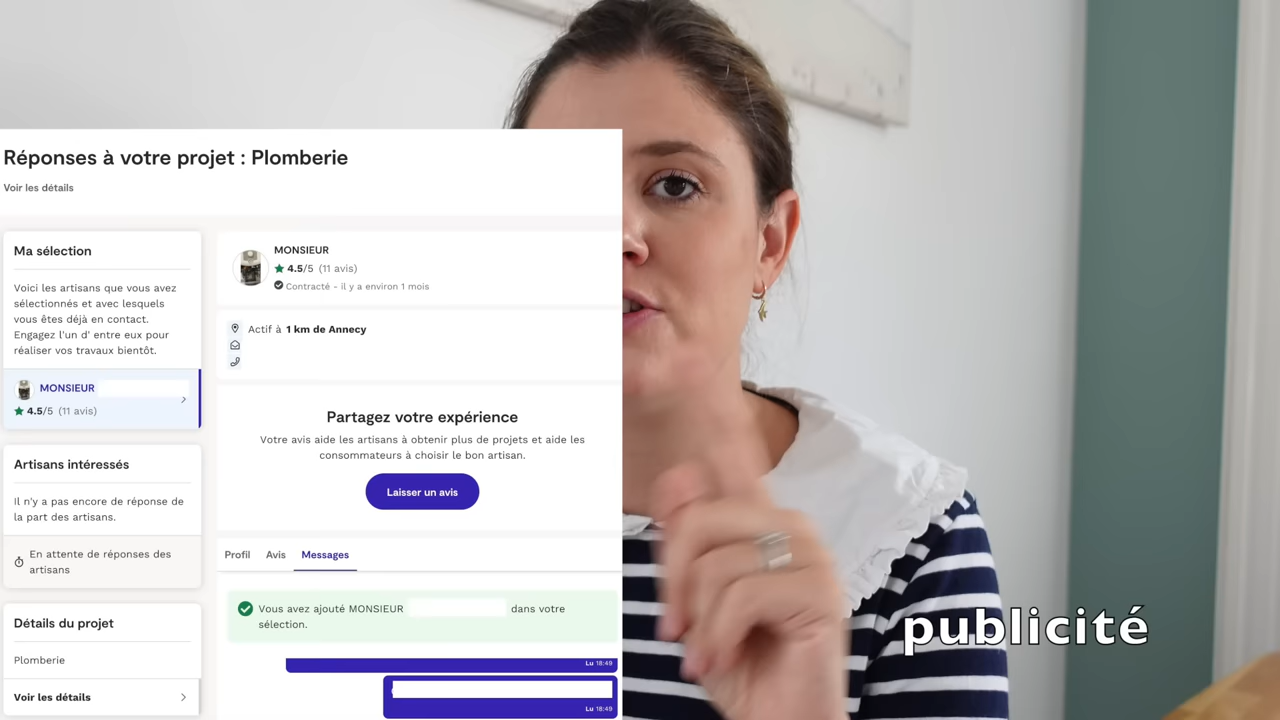 Réponses à votre projet : Plomberie
Voir les détails
Ma sélection
Voici les artisans que vous avez
sélectionnés et avec lesquels
vous êtes déjà en contact.
Engagez l'un d' entre eux pour
réaliser vos travaux bientôt.
MONSIEUR
4.5/5 (11 avis)
Artisans intéressés
Il n'y a pas encore de réponse de
la part des artisans.
En attente de réponses des
artisans
Détails du projet
Plomberie
Voir les détails
MONSIEUR
4.5/5 (11 avis)
Contracté - il y a environ 1 mois
Actif à 1 km de Annecy
Partagez votre expérience
Votre avis aide les artisans à obtenir plus de projets et aide les
consommateurs à choisir le bon artisan.
Laisser un avis
Profil Avis Messages
Vous avez ajouté MONSIEUR dans votre
sélection.
Lu 18:49
Lu 18:49
publicité